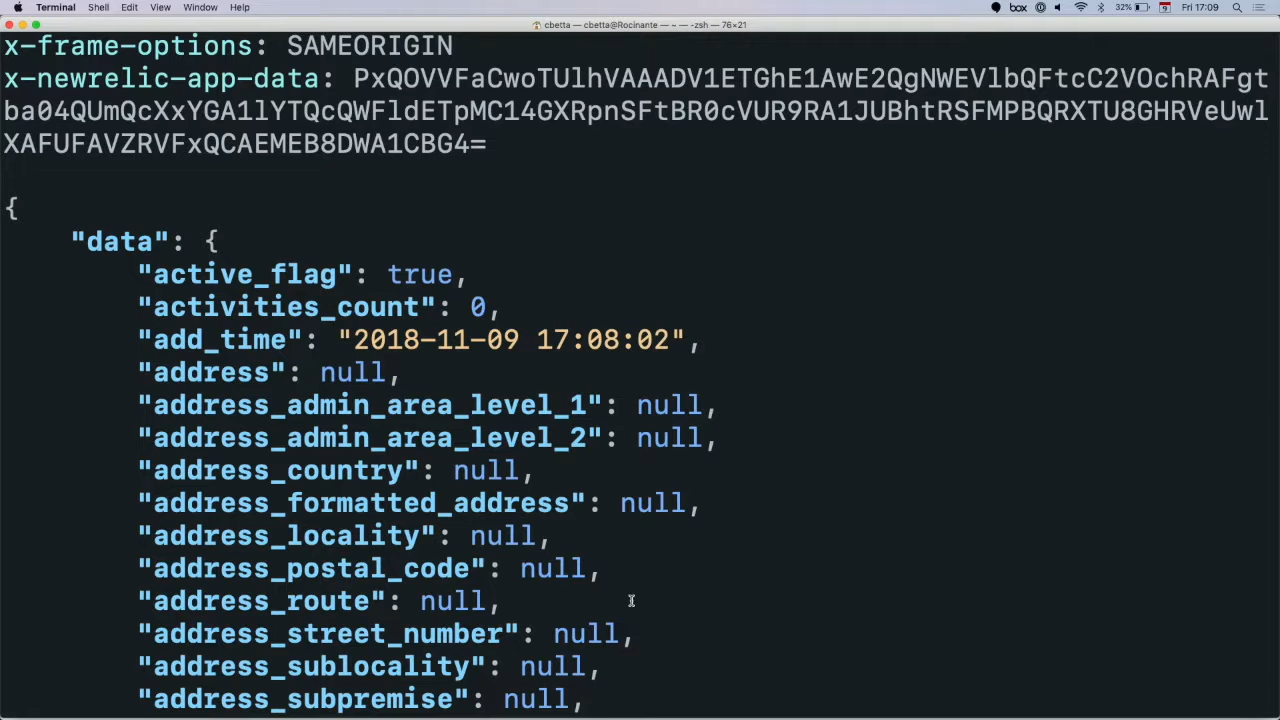 Terminal Shell Edit View Window Help box 32% 9 Fri 17:09
cbetta — cbetta@Rocinante — ~ — -zsh — 76×21
x-frame-options: SAMEORIGIN
x-newrelic-app-data: PxQOVVFaCwoTUlhVAAADV1ETGhE1AwE2QgNWEVlbQFtcC2VOchRAFgt
ba04QUmQcXxYGA1lYTQcQWFldETpMC14GXRpnSFtBR0cVUR9RA1JUBhtRSFMPBQRXTU8GHRVeUwl
XAFUFAVZRVFxQCAEMEB8DWA1CBG4=
{
"data": {
"active_flag": true,
"activities_count": 0,
"add_time": "2018-11-09 17:08:02",
"address": null,
"address_admin_area_level_1": null,
"address_admin_area_level_2": null,
"address_country": null,
"address_formatted_address": null,
"address_locality": null,
"address_postal_code": null,
"address_route": null,
"address_street_number": null,
"address_sublocality": null,
"address_subpremise": null,